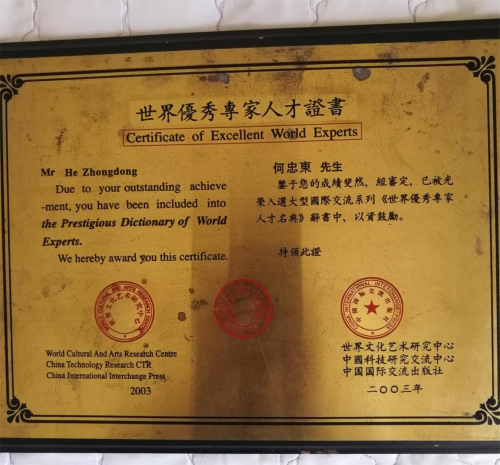 世界優秀專家人才證書
Certificate of Excellent World Experts
Mr He Zhongdong
Due to your outstanding achieve
-ment, you have been included into
the Prestigious Dictionary of World
Experts.
We hereby award you this certificate.
何忠東 先生
鉴于您的成績斐然，經審定，已被光
榮入選大型國際交流系列《世界優秀專家
人才名典》辭書中，以資鼓勵。
特頒此證
World Cultural And Arts Research Centre
China Technology Research CTR
China International Interchange Press
2003
世界文化艺术研究中心
中國科技研究交流中心
中国国际交流出版社
二〇〇三年